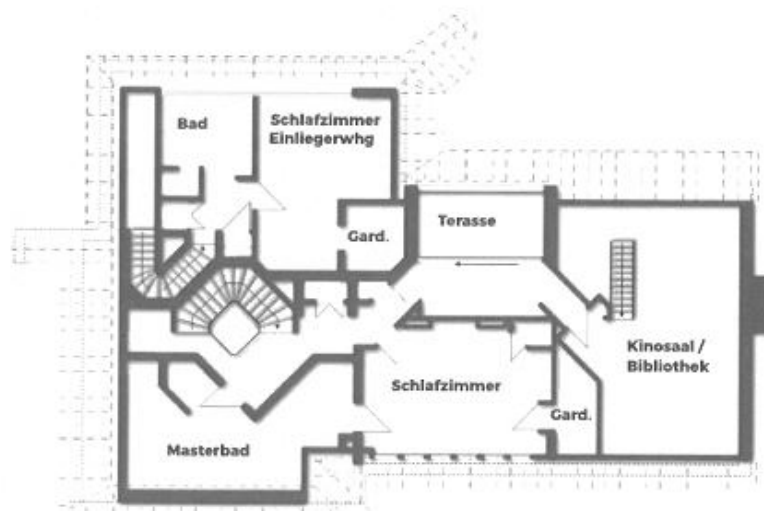 Bad
Schlafzimmer
Einliegerwhg
Gard.
Terasse
Kinosaal /
Bibliothek
Schlafzimmer
Gard.
Masterbad